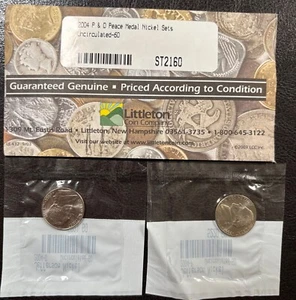 2004 P & D Peace Medal Nickel Sets
Uncirculated-60
ST2160
Guaranteed Genuine • Priced According to Condition
Littleton
Coin Company
1309 Mt. Eustis Road • Littleton, New Hampshire 03561-3735 • 1-800-645-3122
Visit our website at www.littletoncoin.com